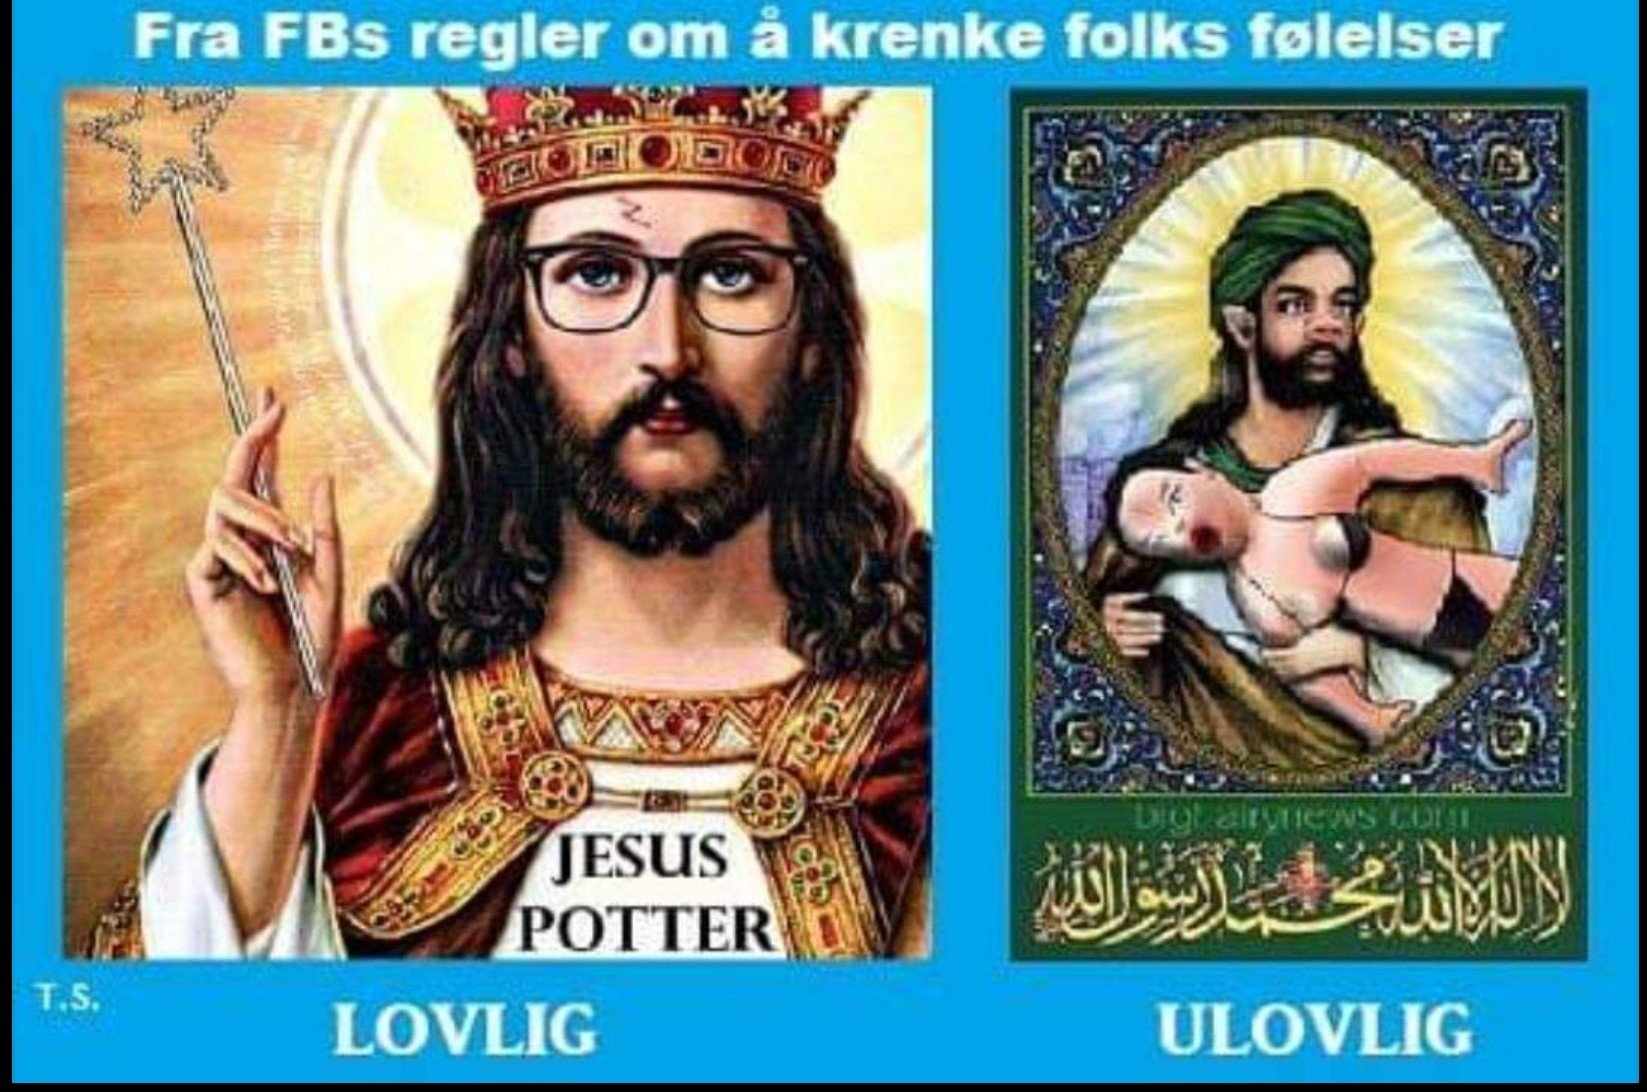 Fra FBs regler om å krenke folks følelser
JESUS
POTTER
لا اله الا الله محمد رسول الله
T.S.
LOVLIG
ULOVLIG